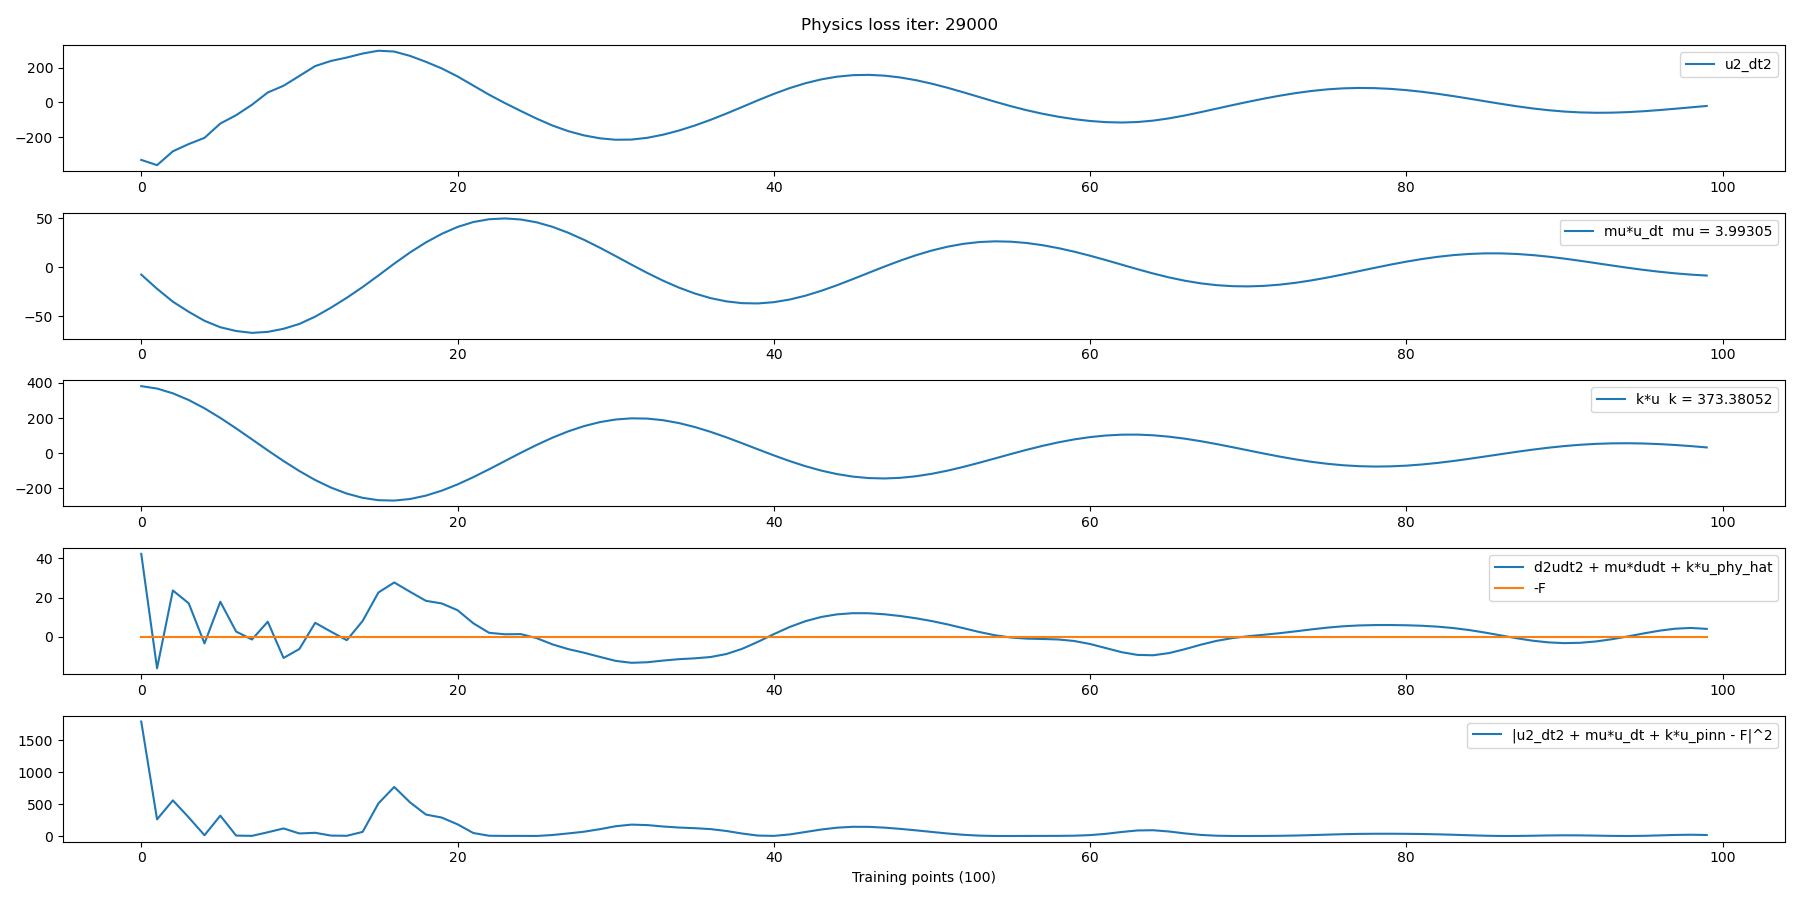 Physics loss iter: 29000
200
0
−200
u2_dt2
0 20 40 60 80 100
50
0
−50
mu*u_dt  mu = 3.99305
0 20 40 60 80 100
400
200
0
−200
k*u  k = 373.38052
0 20 40 60 80 100
40
20
0
d2udt2 + mu*dudt + k*u_phy_hat
-F
0 20 40 60 80 100
1500
1000
500
0
|u2_dt2 + mu*u_dt + k*u_pinn - F|^2
0 20 40 60 80 100
Training points (100)